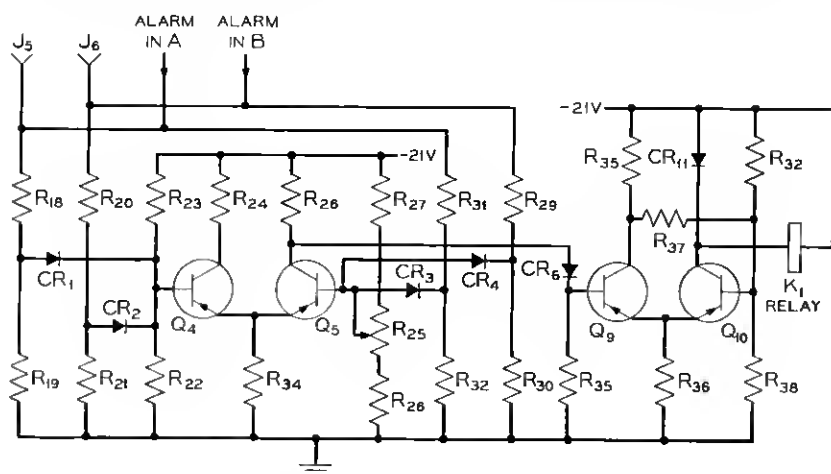 ALARM
IN A
ALARM
IN B
J5
J6
-21V
-21V
R18
R20
R23
R24
R26
R27
R31
R29
R35
CR11
R32
R37
CR1
CR2
Q4
Q5
CR3
CR4
CR6
R25
Q9
Q10
K1
RELAY
R19
R21
R22
R34
R26
R32
R30
R35
R36
R38